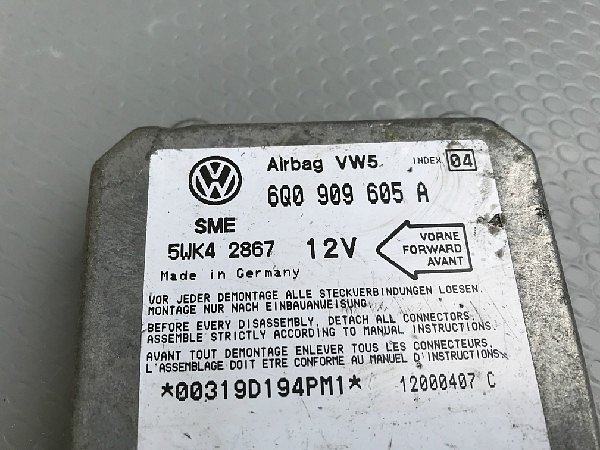 Airbag VW5 INDEX 04
6Q0 909 605 A
SME
5WK4 2867 12V
VORNE
FORWARD
AVANT
Made in Germany
VOR JEDER DEMONTAGE ALLE STECKVERBINDUNGEN LOESEN.
MONTAGE NUR NACH EINBAUANWEISUNG.
BEFORE EVERY DISASSEMBLY, DETACH ALL CONNECTORS.
ASSEMBLE STRICTLY ACCORDING TO MANUAL INSTRUCTIONS.
AVANT TOUT DEMONTAGE ENLEVER TOUS LES CONNECTEURS.
L'ASSEMBLAGE DOIT ETRE CONFORME AU MANUEL D'INSTRUCTIONS
*00319D194PM1* 12000407 C